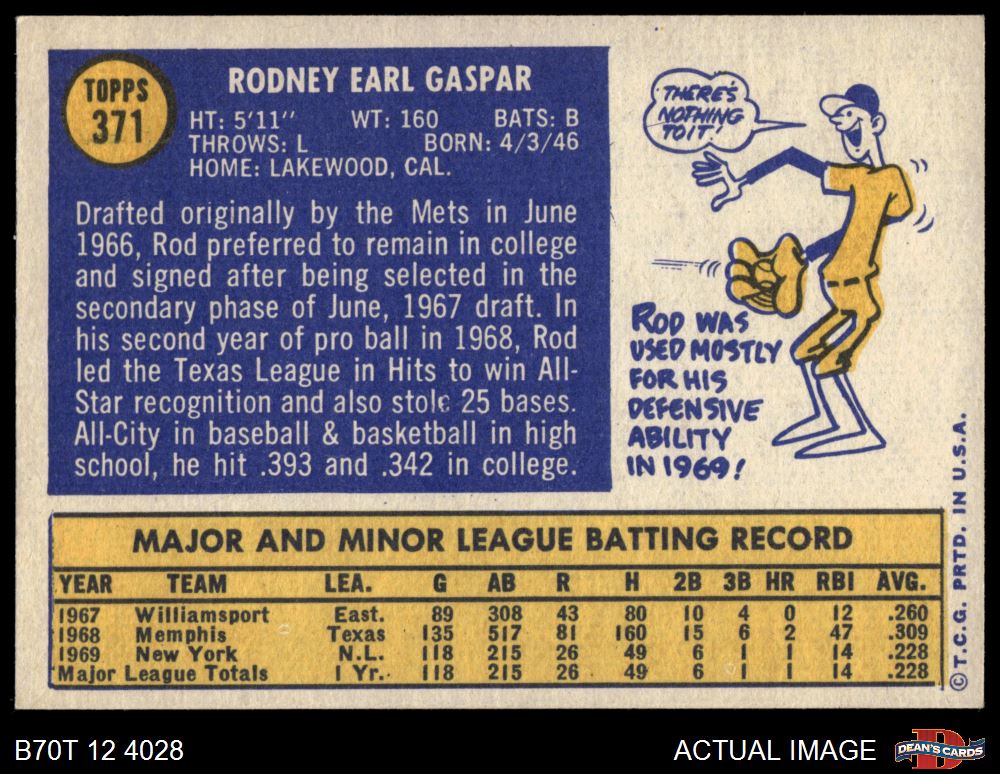 TOPPS
371
RODNEY EARL GASPAR
HT: 5'11" WT: 160 BATS: B
THROWS: L BORN: 4/3/46
HOME: LAKEWOOD, CAL.
Drafted originally by the Mets in June
1966, Rod preferred to remain in college
and signed after being selected in the
secondary phase of June, 1967 draft. In
his second year of pro ball in 1968, Rod
led the Texas League in Hits to win All-
Star recognition and also stole 25 bases.
All-City in baseball & basketball in high
school, he hit .393 and .342 in college.
THERE'S
NOTHING
TO IT!
ROD WAS
USED MOSTLY
FOR HIS
DEFENSIVE
ABILITY
IN 1969!
MAJOR AND MINOR LEAGUE BATTING RECORD
YEAR TEAM LEA. G AB R H 2B 3B HR RBI AVG.
1967 Williamsport East. 89 308 43 80 10 4 0 12 .260
1968 Memphis Texas 135 517 81 160 15 6 2 47 .309
1969 New York N.L. 118 215 26 49 6 1 1 14 .228
Major League Totals 1 Yr. 118 215 26 49 6 1 1 14 .228
© T.C.G. PRTD. IN U.S.A.
B70T 12 4028
ACTUAL IMAGE
D
DEAN'S CARDS